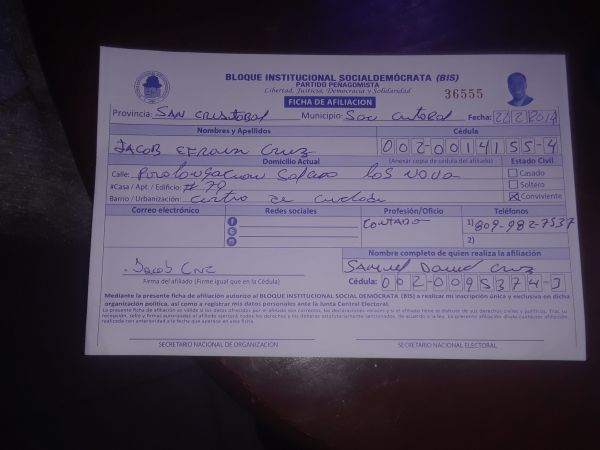 BLOQUE INSTITUCIONAL SOCIALDEMÓCRATA (BIS)
PARTIDO PEÑAGOMISTA
Libertad, Justicia, Democracia y Solidaridad
36555
FICHA DE AFILIACION
Provincia: SAN CRISTOBAL Municipio: San Cristobal Fecha:
Nombres y Apellidos Cédula
JACOB EFRAIN CRUZ 002-0014155-4
Domicilio Actual (Anexar copia de cédula del afiliado) Estado Civil
Calle: Prolongacion los Nova Casado
#Casa / Apt. / Edificio: # 79 Soltero
Barrio / Urbanización: Centro de Conviviente
Correo electrónico Redes sociales Profesión/Oficio Teléfonos
1) 809-982-7537
2)
Nombre completo de quien realiza la afiliación
Jacob Cruz SAMUEL DANIEL CRUZ
Firma del afiliado (Firme igual que en la Cédula) Cédula: 002-0095374-
Mediante la presente ficha de afiliación autorizo al BLOQUE INSTITUCIONAL SOCIAL DEMÓCRATA (BIS) a realizar mi inscripción única y exclusiva en dicha
organización política, así como a registrar mis datos personales ante la Junta Central Electoral.
SECRETARIO NACIONAL DE ORGANIZACIÓN SECRETARIO NACIONAL ELECTORAL